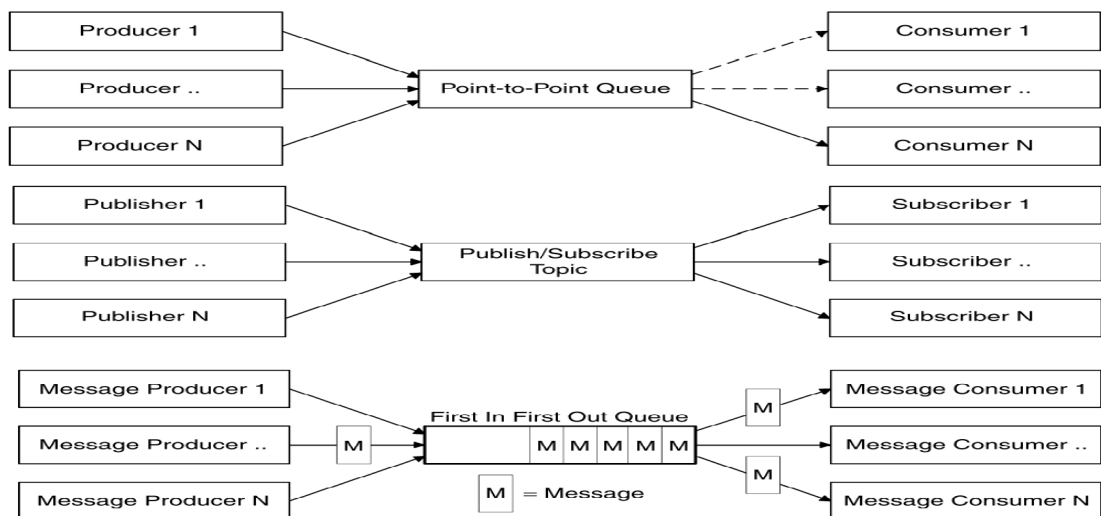 Producer 1
Consumer 1
Producer ..
Point-to-Point Queue
Consumer ..
Producer N
Consumer N
Publisher 1
Subscriber 1
Publisher ..
Publish/Subscribe
Topic
Subscriber ..
Publisher N
Subscriber N
Message Producer 1
Message Consumer 1
M
First In First Out Queue
Message Producer ..
M
M M M M M
Message Consumer ..
M
Message Producer N
M = Message
Message Consumer N